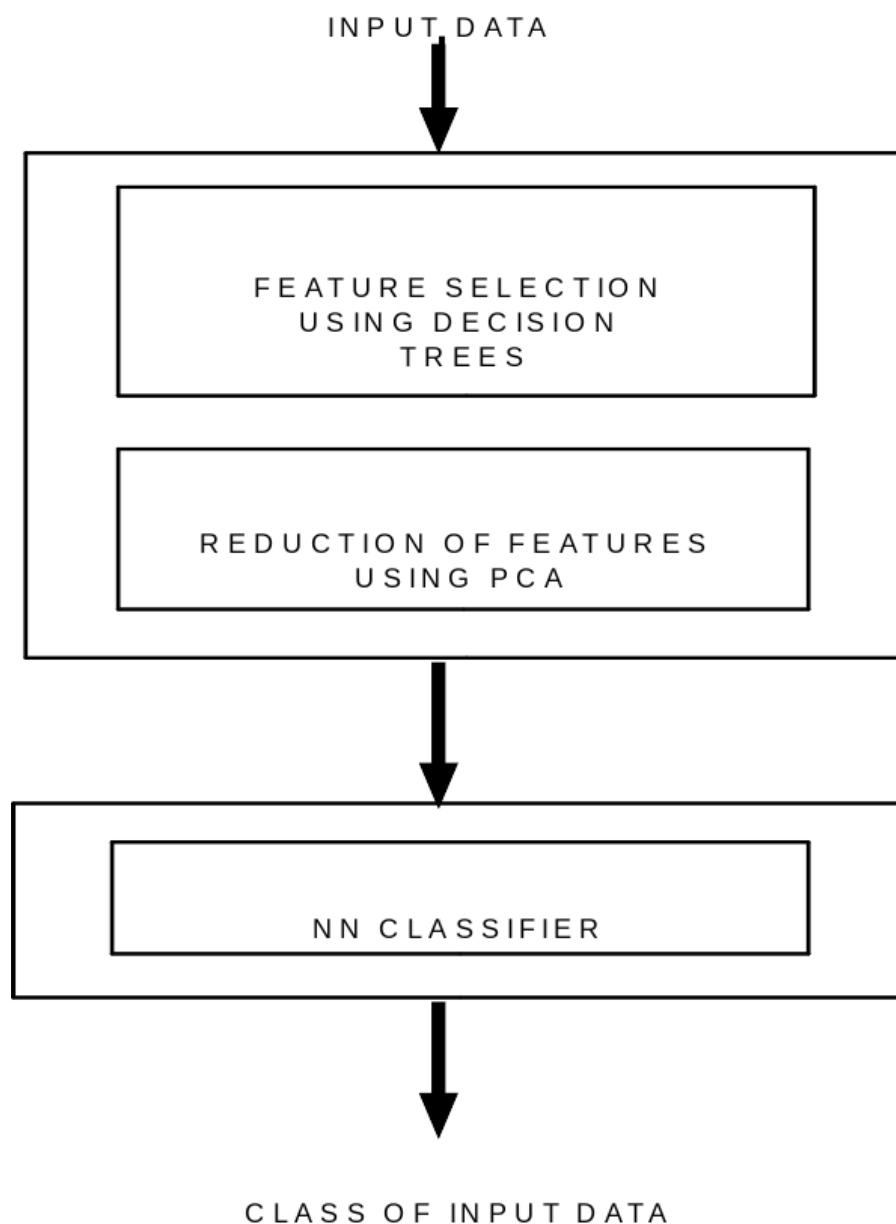 INPUT DATA
FEATURE SELECTION
USING DECISION
TREES
REDUCTION OF FEATURES
USING PCA
NN CLASSIFIER
CLASS OF INPUT DATA